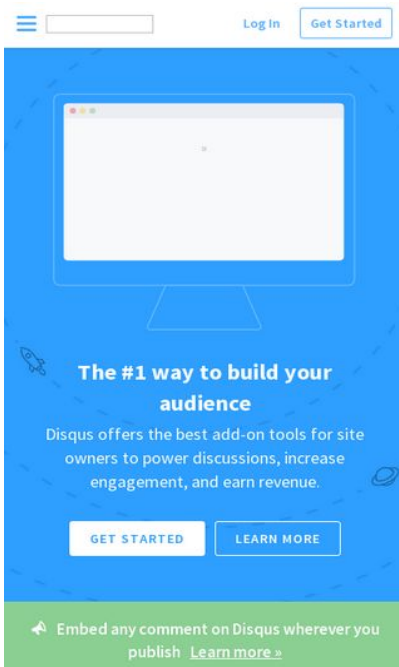 Log In
Get Started
The #1 way to build your
audience
Disqus offers the best add-on tools for site
owners to power discussions, increase
engagement, and earn revenue.
GET STARTED
LEARN MORE
Embed any comment on Disqus wherever you
publish Learn more »